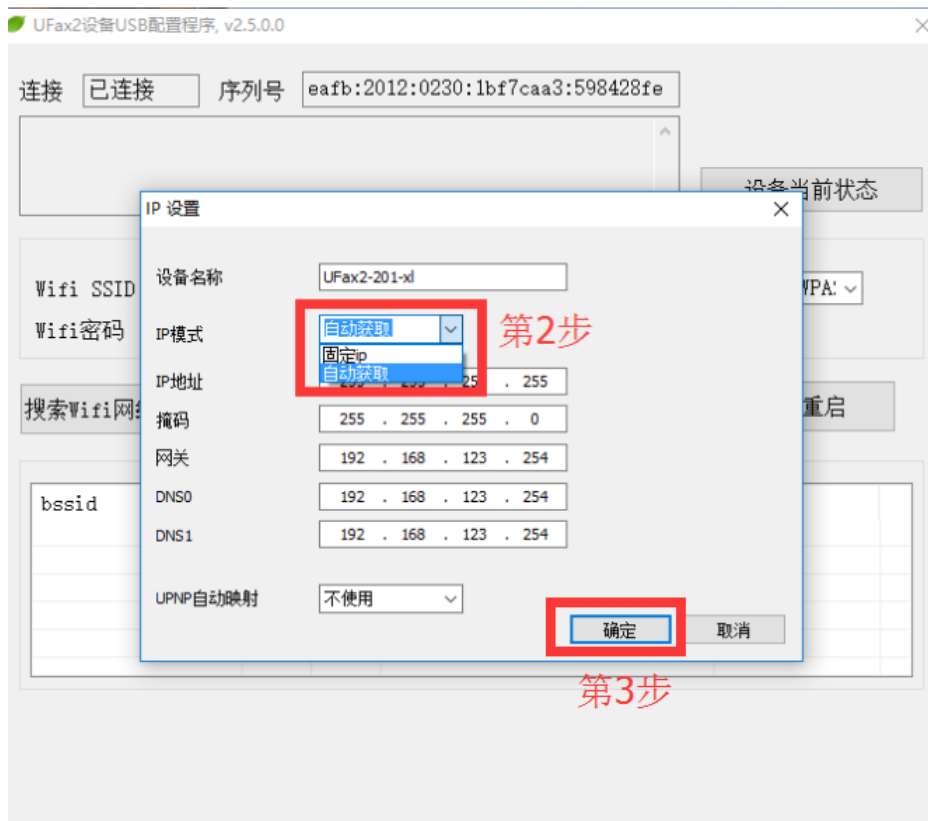 UFax2设备USB配置程序, v2.5.0.0
连接 已连接 序列号 eafb:2012:0230:1bf7caa3:598428fe
设备当前状态
IP 设置
设备名称 UFax2-201-xl
Wifi SSID
WPA:
Wifi密码
IP模式 自动获取
第2步
固定ip
自动获取
IP地址 255 . 255 . 25 . 255
搜索Wifi网
重启
掩码 255 . 255 . 255 . 0
网关 192 . 168 . 123 . 254
bssid
DNS0 192 . 168 . 123 . 254
DNS1 192 . 168 . 123 . 254
UPNP自动映射 不使用
确定 取消
第3步